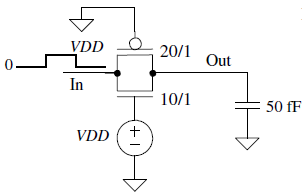 VDD
20/1
Out
0
In
10/1
50 fF
VDD
+